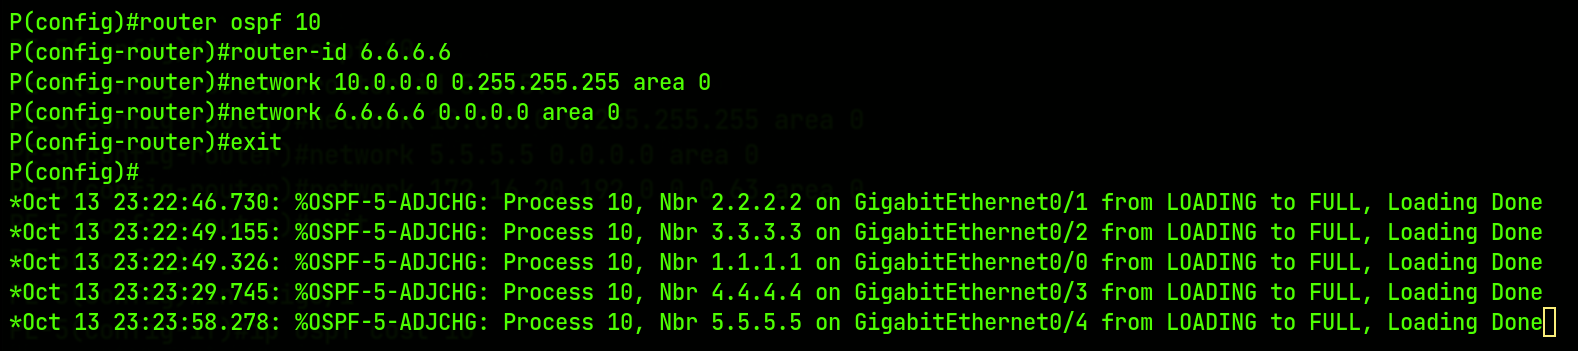 P(config)#router ospf 10
P(config-router)#router-id 6.6.6.6
P(config-router)#network 10.0.0.0 0.255.255.255 area 0
P(config-router)#network 6.6.6.6 0.0.0.0 area 0
P(config-router)#exit
P(config)#
*Oct 13 23:22:46.730: %OSPF-5-ADJCHG: Process 10, Nbr 2.2.2.2 on GigabitEthernet0/1 from LOADING to FULL, Loading Done
*Oct 13 23:22:49.155: %OSPF-5-ADJCHG: Process 10, Nbr 3.3.3.3 on GigabitEthernet0/2 from LOADING to FULL, Loading Done
*Oct 13 23:22:49.326: %OSPF-5-ADJCHG: Process 10, Nbr 1.1.1.1 on GigabitEthernet0/0 from LOADING to FULL, Loading Done
*Oct 13 23:23:29.745: %OSPF-5-ADJCHG: Process 10, Nbr 4.4.4.4 on GigabitEthernet0/3 from LOADING to FULL, Loading Done
*Oct 13 23:23:58.278: %OSPF-5-ADJCHG: Process 10, Nbr 5.5.5.5 on GigabitEthernet0/4 from LOADING to FULL, Loading Done